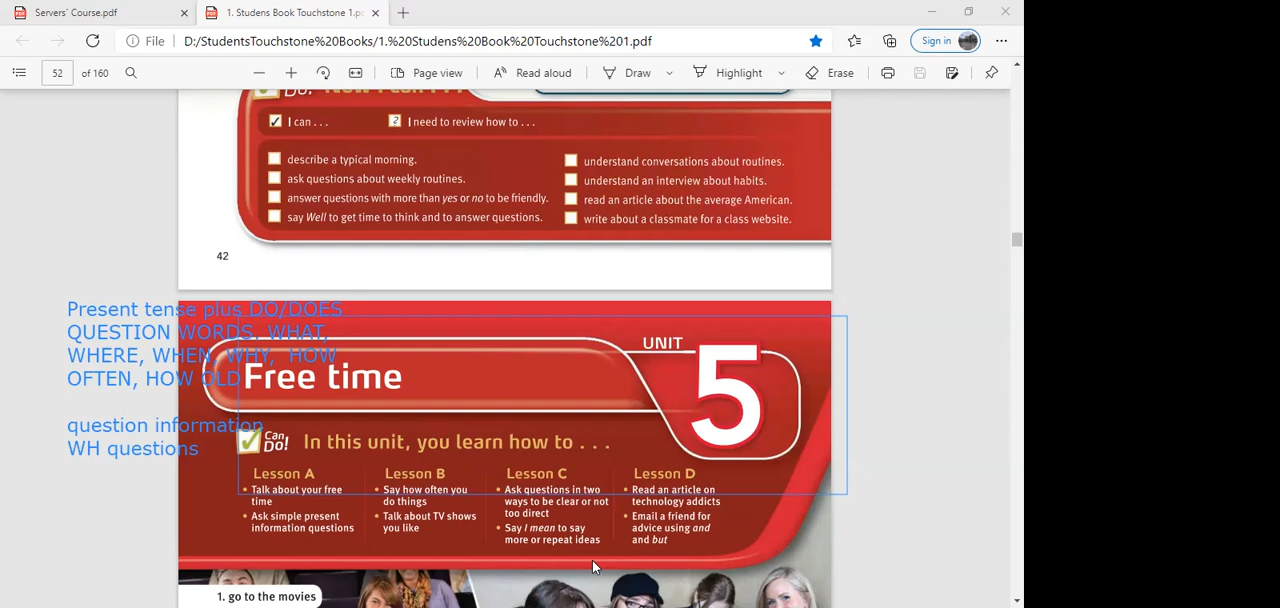 Servers' Course.pdf
1. Studens Book Touchstone 1.p
File D:/StudentsTouchstone%20Books/1.%20Studens%20Book%20Touchstone%201.pdf
Sign in
52 of 160
Page view
Read aloud
Draw
Highlight
Erase
Do! Now I can . . .
I can . . .
I need to review how to . . .
describe a typical morning.
ask questions about weekly routines.
answer questions with more than yes or no to be friendly.
say Well to get time to think and to answer questions.
understand conversations about routines.
understand an interview about habits.
read an article about the average American.
write about a classmate for a class website.
42
Present tense plus DO/DOES
QUESTION WORDS. WHAT,
WHERE, WHEN, WHY, HOW
OFTEN, HOW OLD
question information
WH questions
UNIT
5
Free time
Can
Do!
In this unit, you learn how to . . .
Lesson A
• Talk about your free
time
• Ask simple present
information questions
Lesson B
• Say how often you
do things
• Talk about TV shows
you like
Lesson C
• Ask questions in two
ways to be clear or not
too direct
• Say I mean to say
more or repeat ideas
Lesson D
• Read an article on
technology addicts
• Email a friend for
advice using and
and but
1. go to the movies